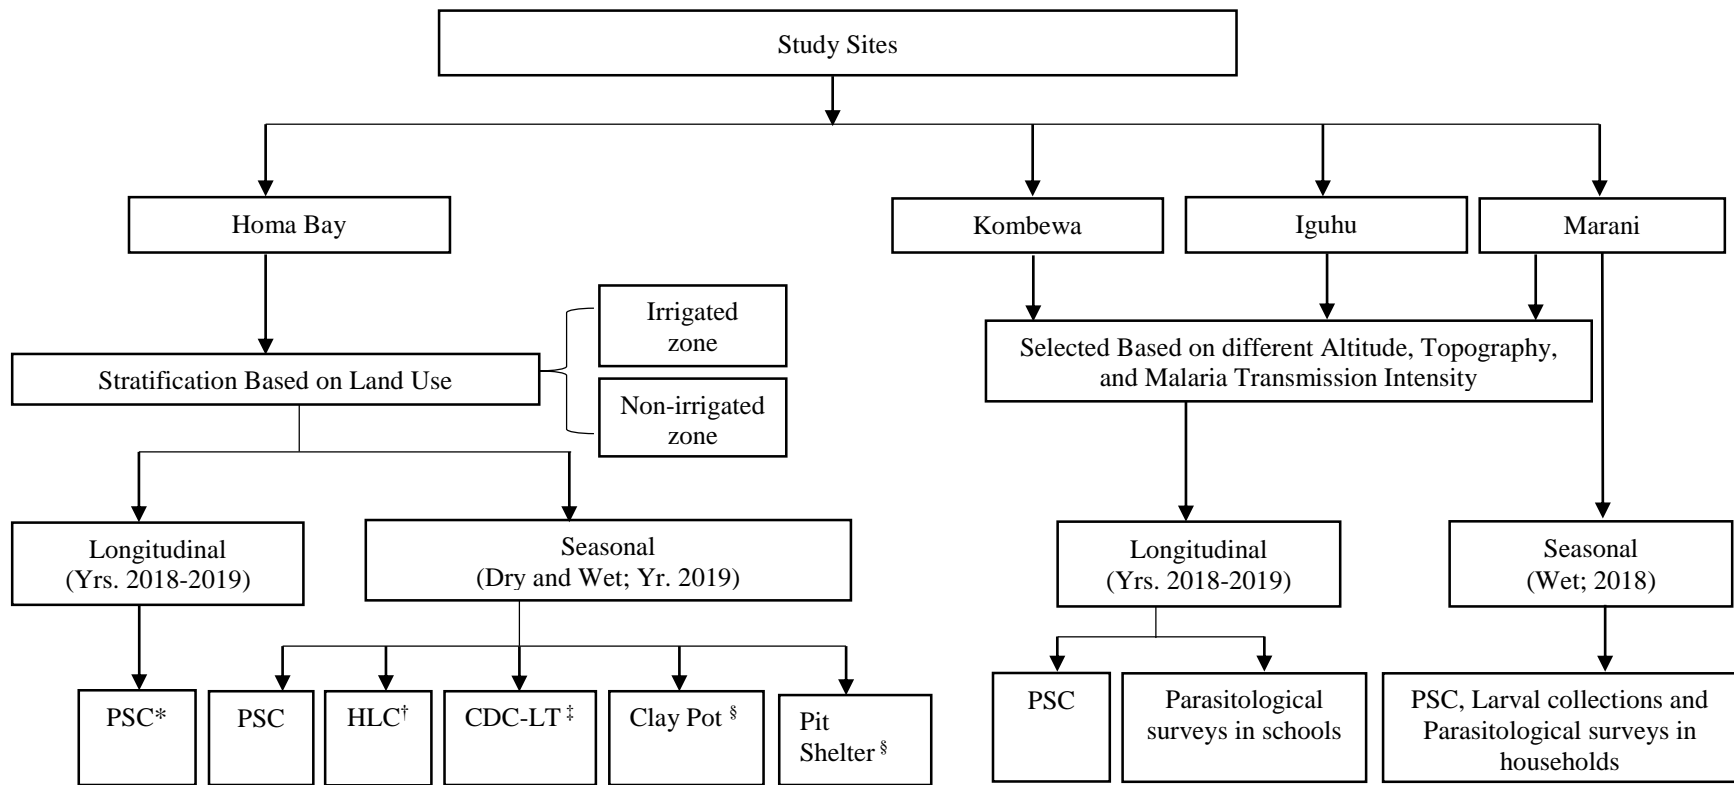 Study Sites
Homa Bay
Kombewa
Iguhu
Marani
Irrigated
zone
Stratification Based on Land Use
Non-irrigated
zone
Selected Based on different Altitude, Topography,
and Malaria Transmission Intensity
Longitudinal
(Yrs. 2018-2019)
Seasonal
(Dry and Wet; Yr. 2019)
Longitudinal
(Yrs. 2018-2019)
Seasonal
(Wet; 2018)
PSC*
PSC
HLC†
CDC-LT ‡
Clay Pot §
Pit
Shelter §
PSC
Parasitological
surveys in schools
PSC, Larval collections and
Parasitological surveys in
households